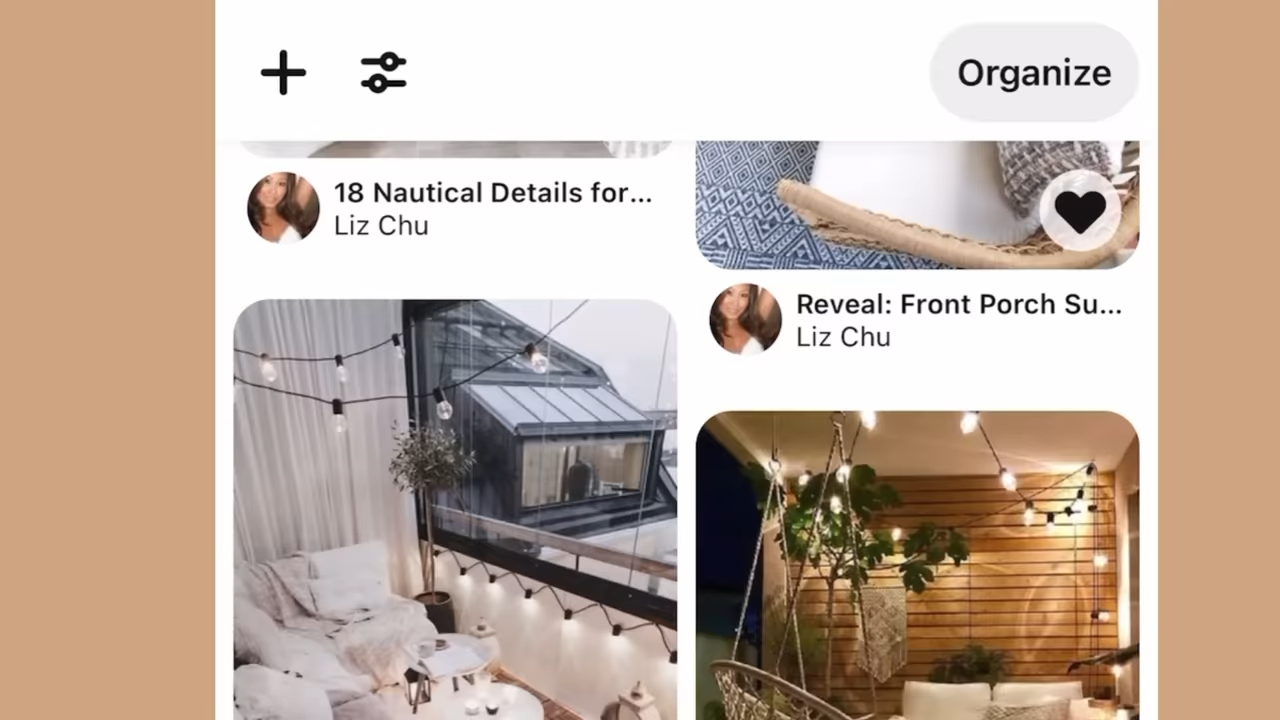 Organize
18 Nautical Details for...
Liz Chu
Reveal: Front Porch Su...
Liz Chu